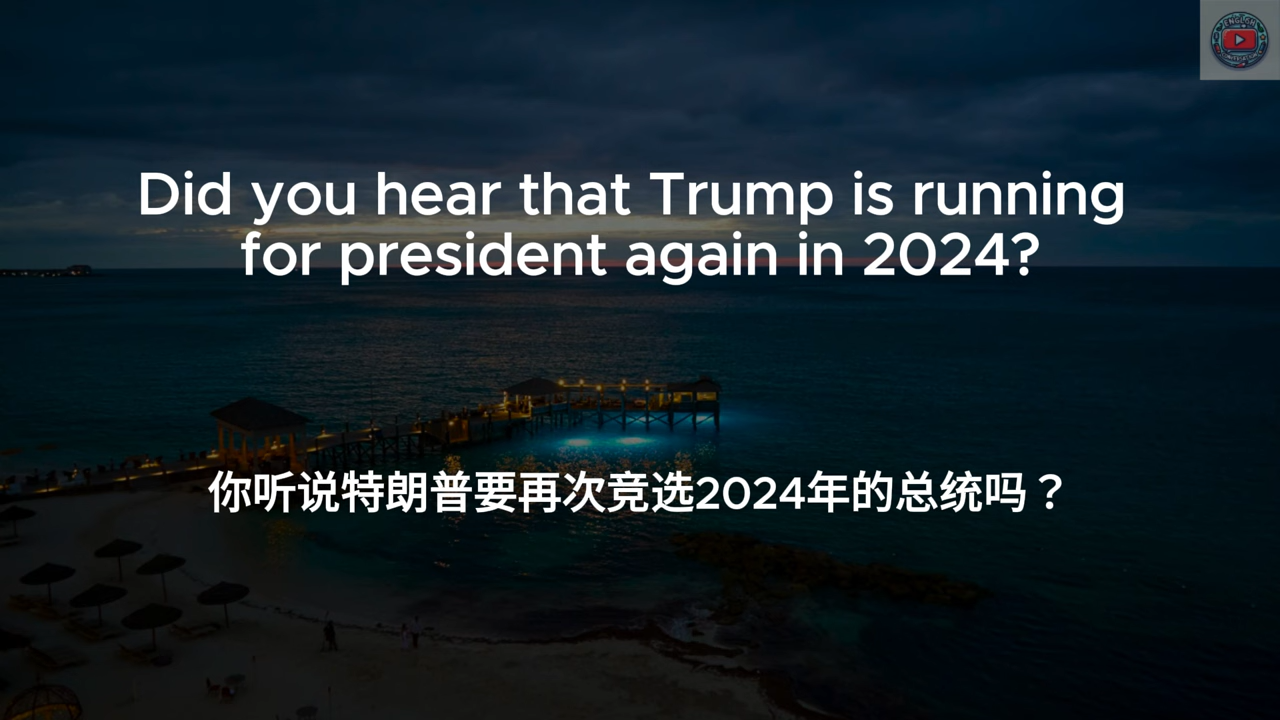 ENGLISH
Did you hear that Trump is running
for president again in 2024?
你听说特朗普要再次竞选2024年的总统吗？